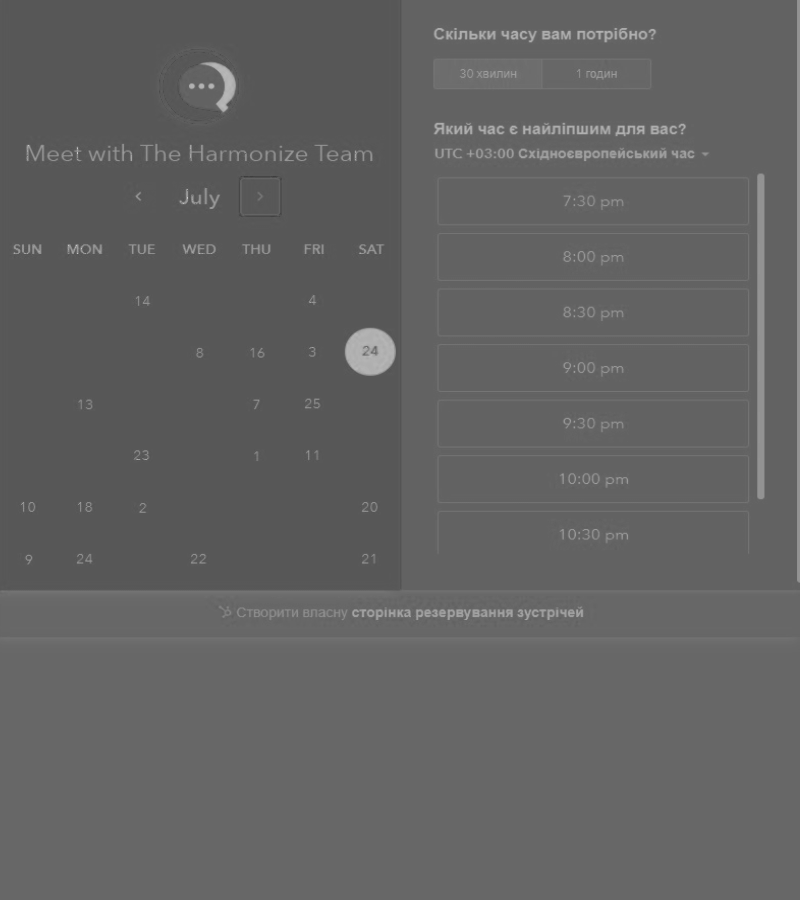 Meet with The Harmonize Team
July
SUN MON TUE WED THU FRI SAT
14 4
8 16 3 24
13 7 25
23 1 11
10 18 2 20
9 24 22 21
Скільки часу вам потрібно?
30 хвилин 1 годин
Який час є найліпшим для вас?
UTC +03:00 Східноєвропейський час
7:30 pm
8:00 pm
8:30 pm
9:00 pm
9:30 pm
10:00 pm
10:30 pm
Створити власну сторінка резервування зустрічей